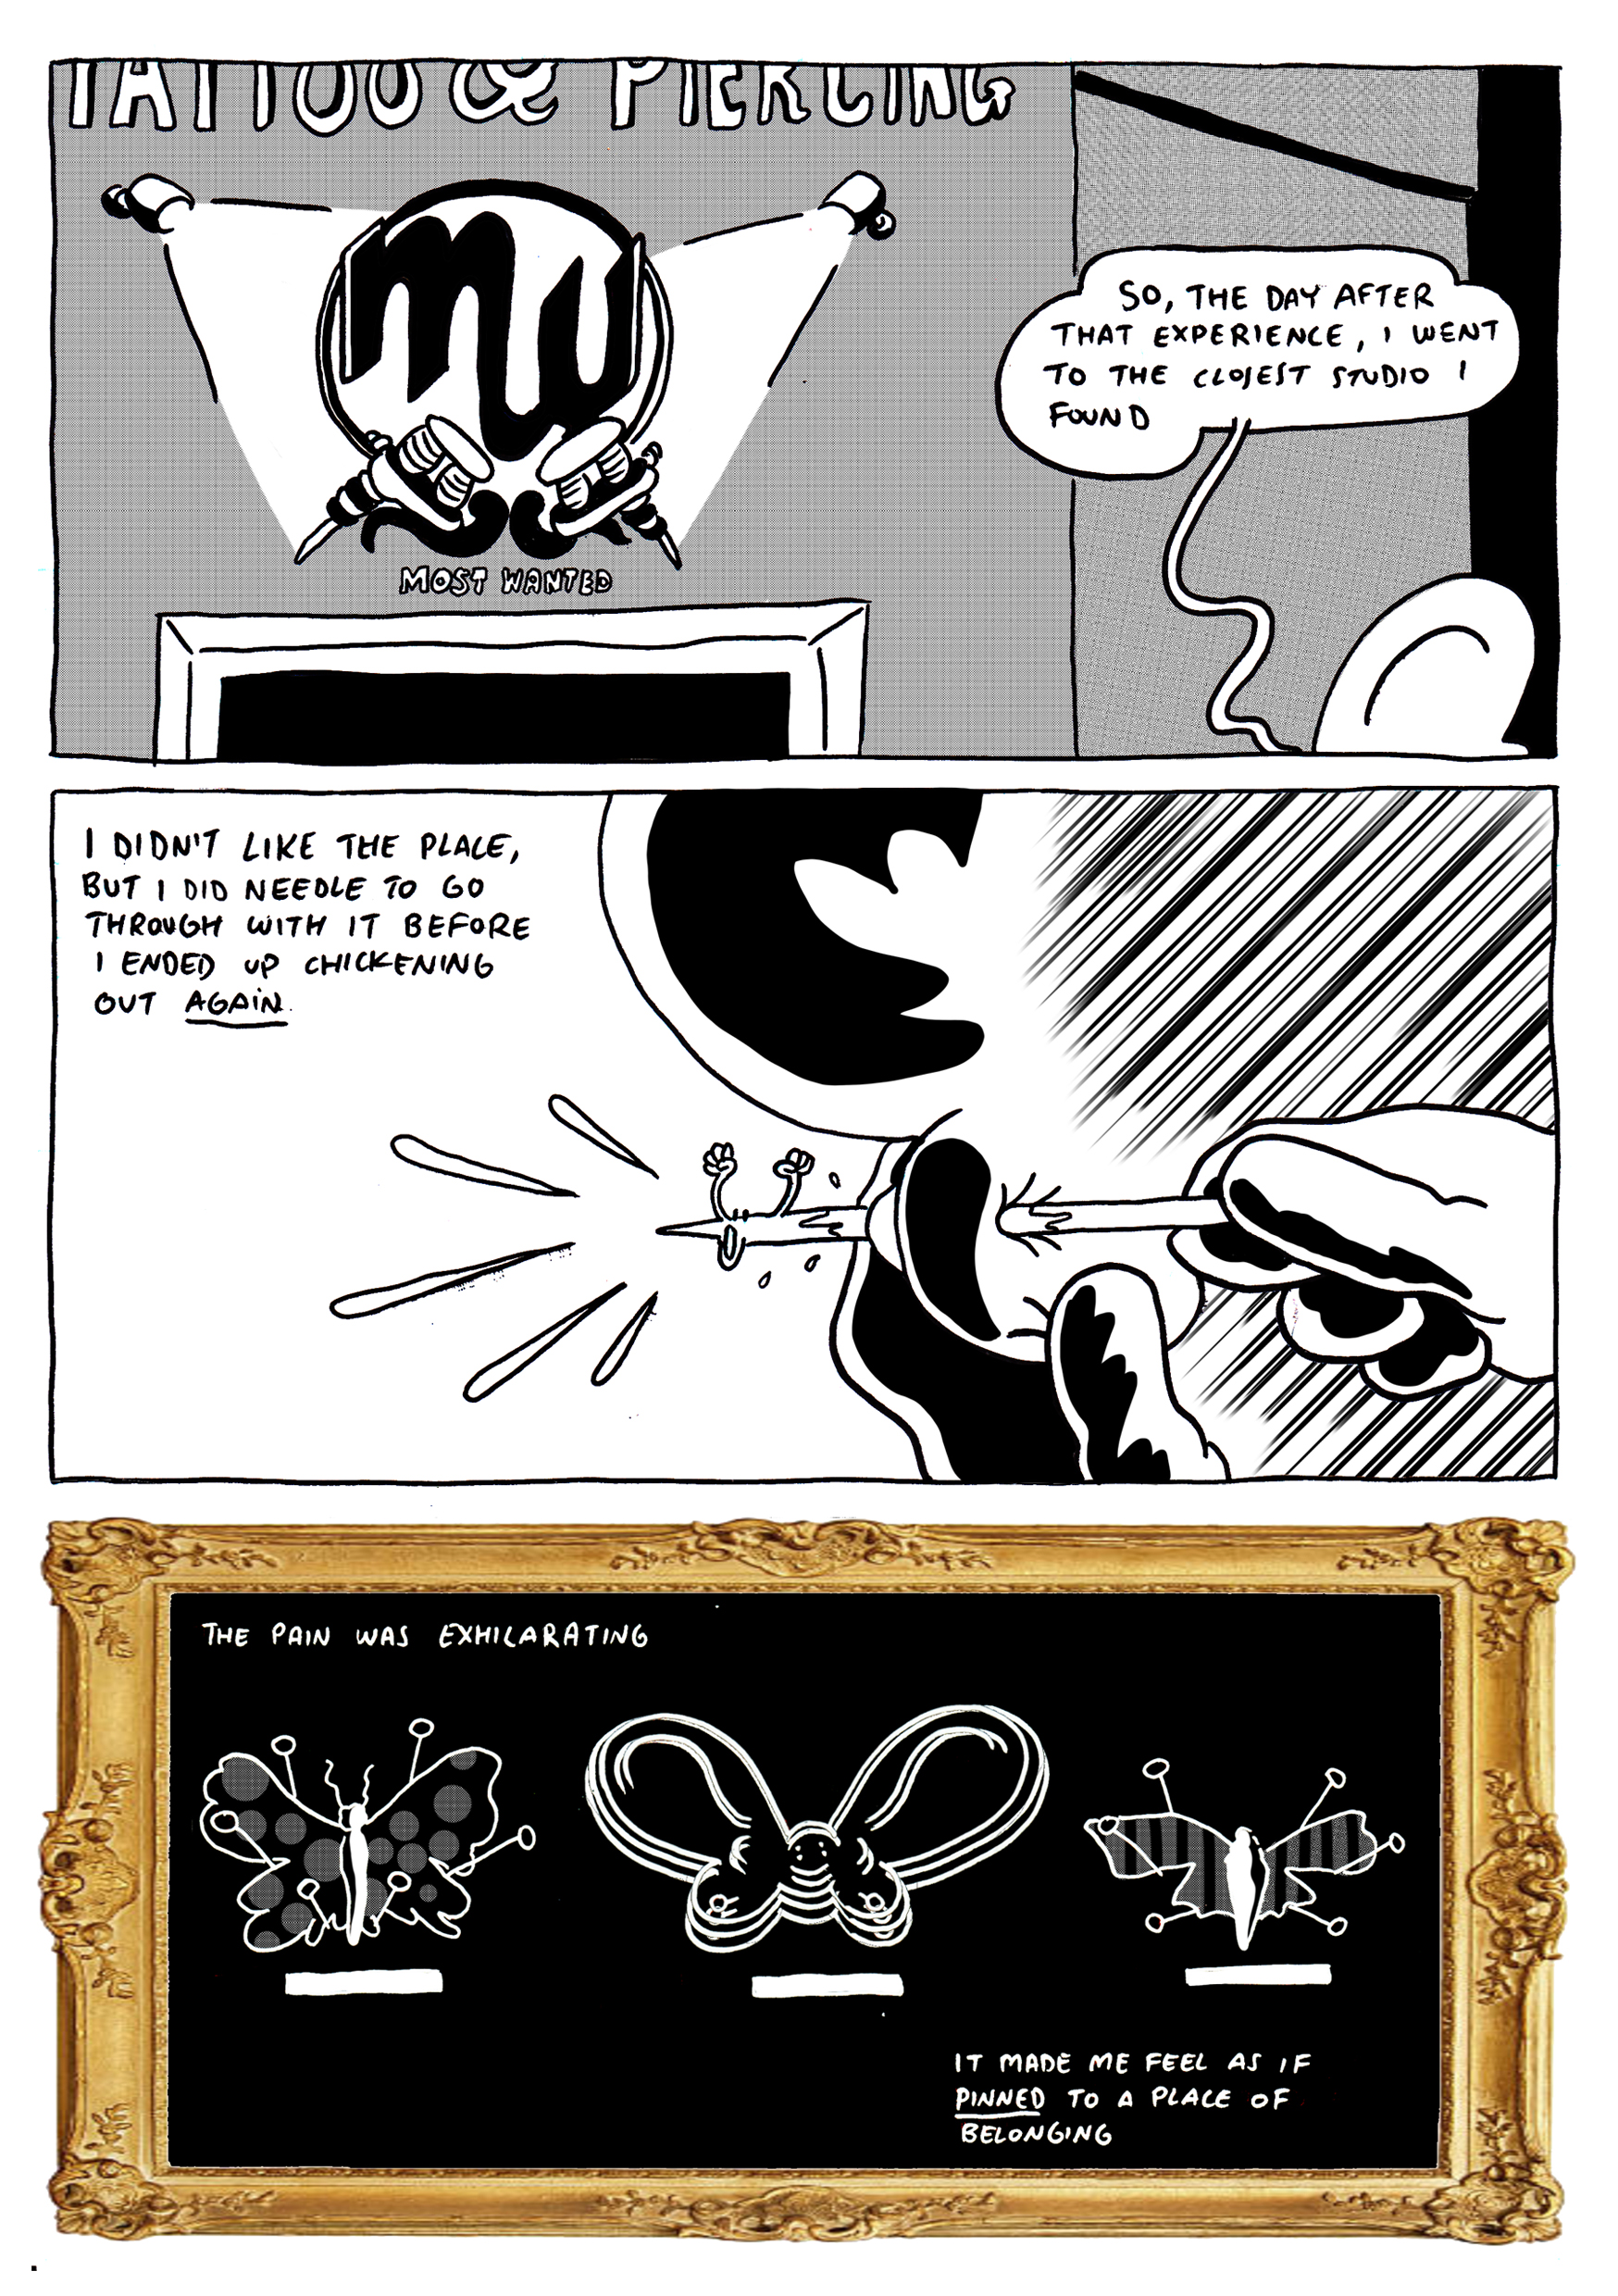 TATTOO & PIERCING
MW
MOST WANTED
SO, THE DAY AFTER
THAT EXPERIENCE, I WENT
TO THE CLOSEST STUDIO I
FOUND
I DIDN'T LIKE THE PLACE,
BUT I DID NEEDLE TO GO
THROUGH WITH IT BEFORE
I ENDED UP CHICKENING
OUT AGAIN.
THE PAIN WAS EXHILARATING
IT MADE ME FEEL AS IF
PINNED TO A PLACE OF
BELONGING